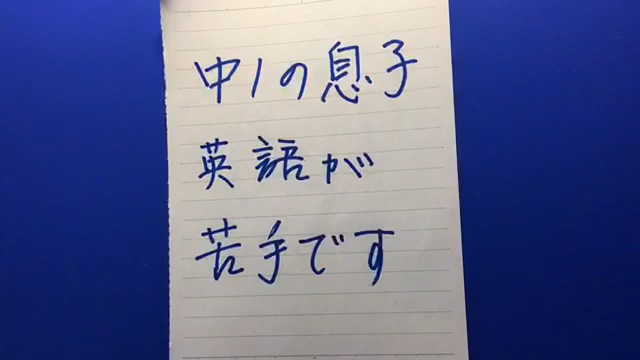 中1の息子
英語が
苦手です